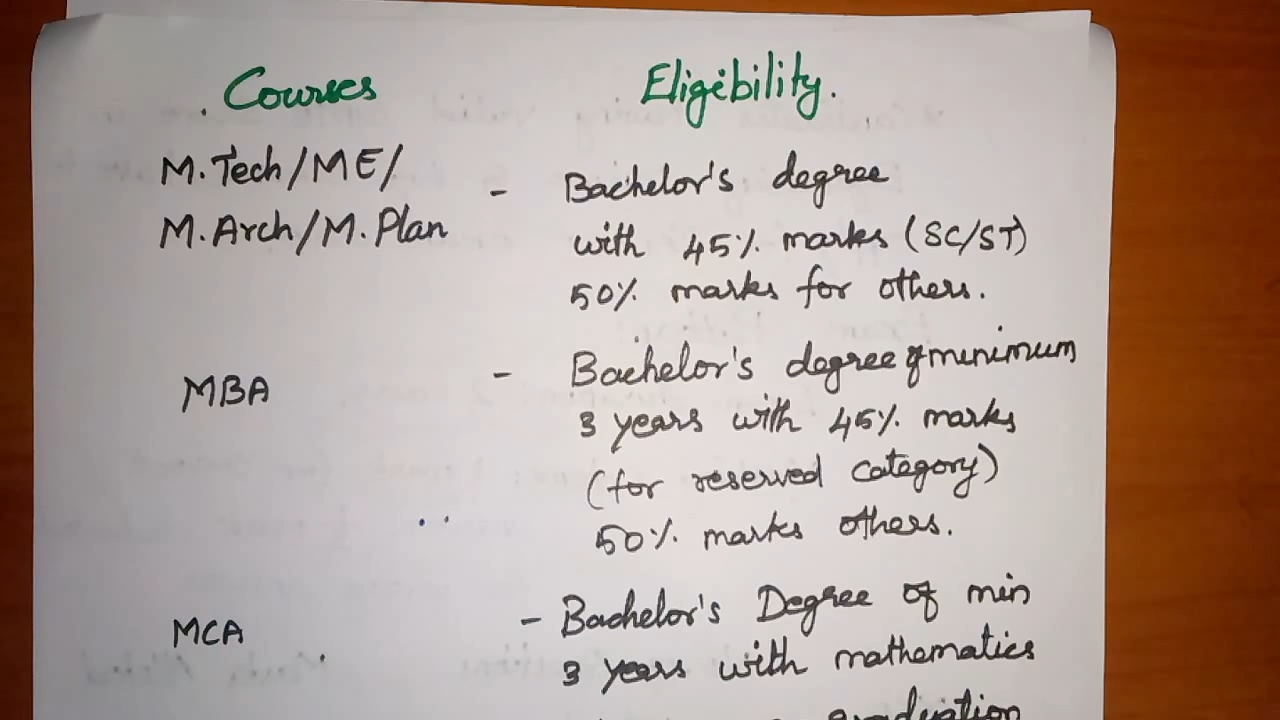 Courses Eligibility.
M.Tech/ME/ - Bachelor's degree
M.Arch/M.Plan with 45% marks (SC/ST)
50% marks for others.
MBA - Bachelor's degree of minimum
3 years with 45% marks
(for reserved category)
50% marks others.
MCA - Bachelor's Degree of min
3 years with mathematics
graduation